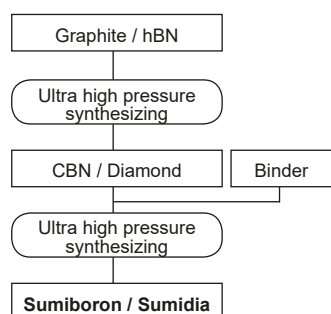 Graphite / hBN
Ultra high pressure
synthesizing
CBN / Diamond
Binder
Ultra high pressure
synthesizing
Sumiboron / Sumidia